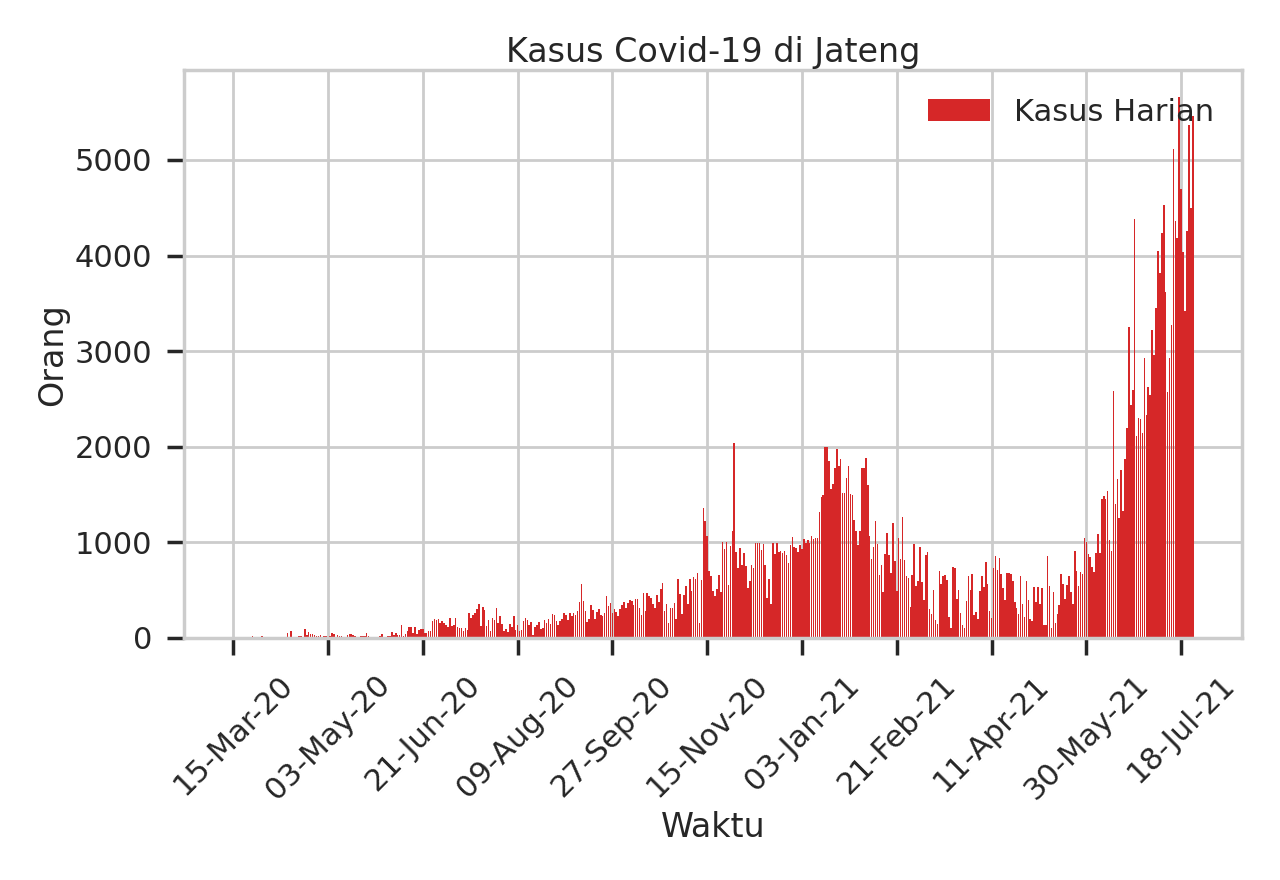 Kasus Covid-19 di Jateng
Kasus Harian
Orang
5000
4000
3000
2000
1000
0
15-Mar-20
03-May-20
21-Jun-20
09-Aug-20
27-Sep-20
15-Nov-20
03-Jan-21
21-Feb-21
11-Apr-21
30-May-21
18-Jul-21
Waktu